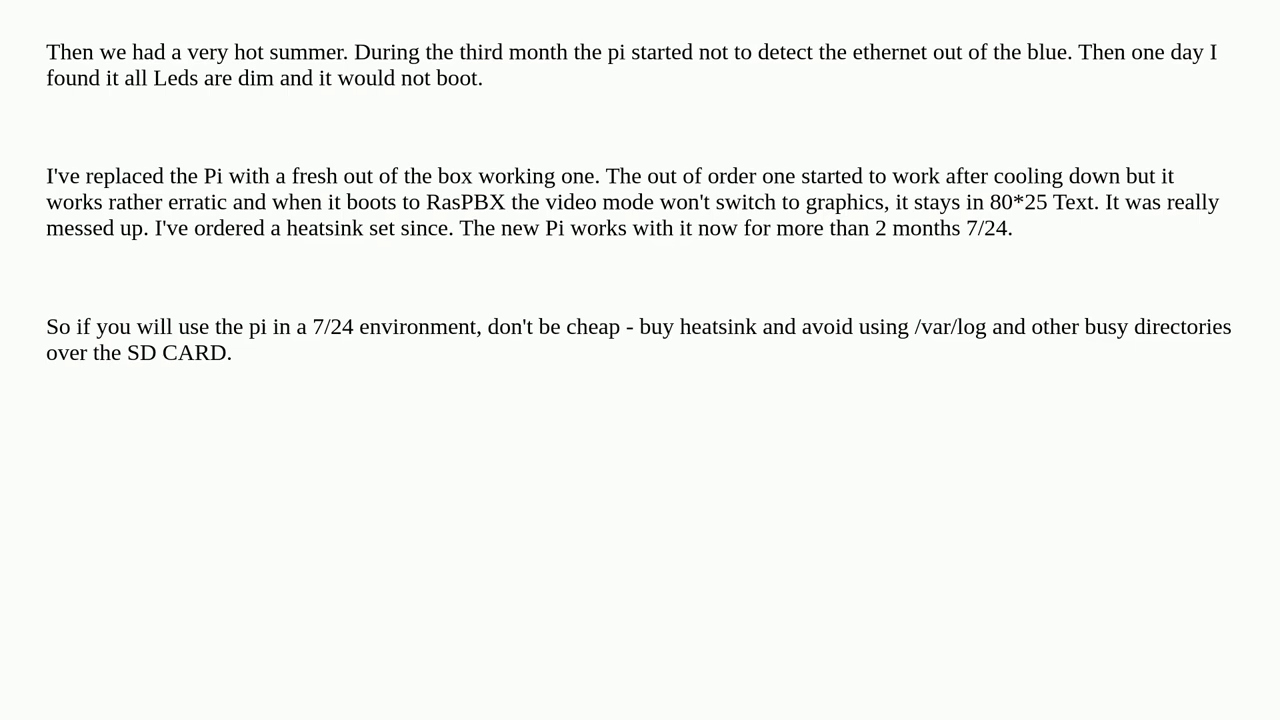 Then we had a very hot summer. During the third month the pi started not to detect the ethernet out of the blue. Then one day I
found it all Leds are dim and it would not boot.
I've replaced the Pi with a fresh out of the box working one. The out of order one started to work after cooling down but it
works rather erratic and when it boots to RasPBX the video mode won't switch to graphics, it stays in 80*25 Text. It was really
messed up. I've ordered a heatsink set since. The new Pi works with it now for more than 2 months 7/24.
So if you will use the pi in a 7/24 environment, don't be cheap - buy heatsink and avoid using /var/log and other busy directories
over the SD CARD.